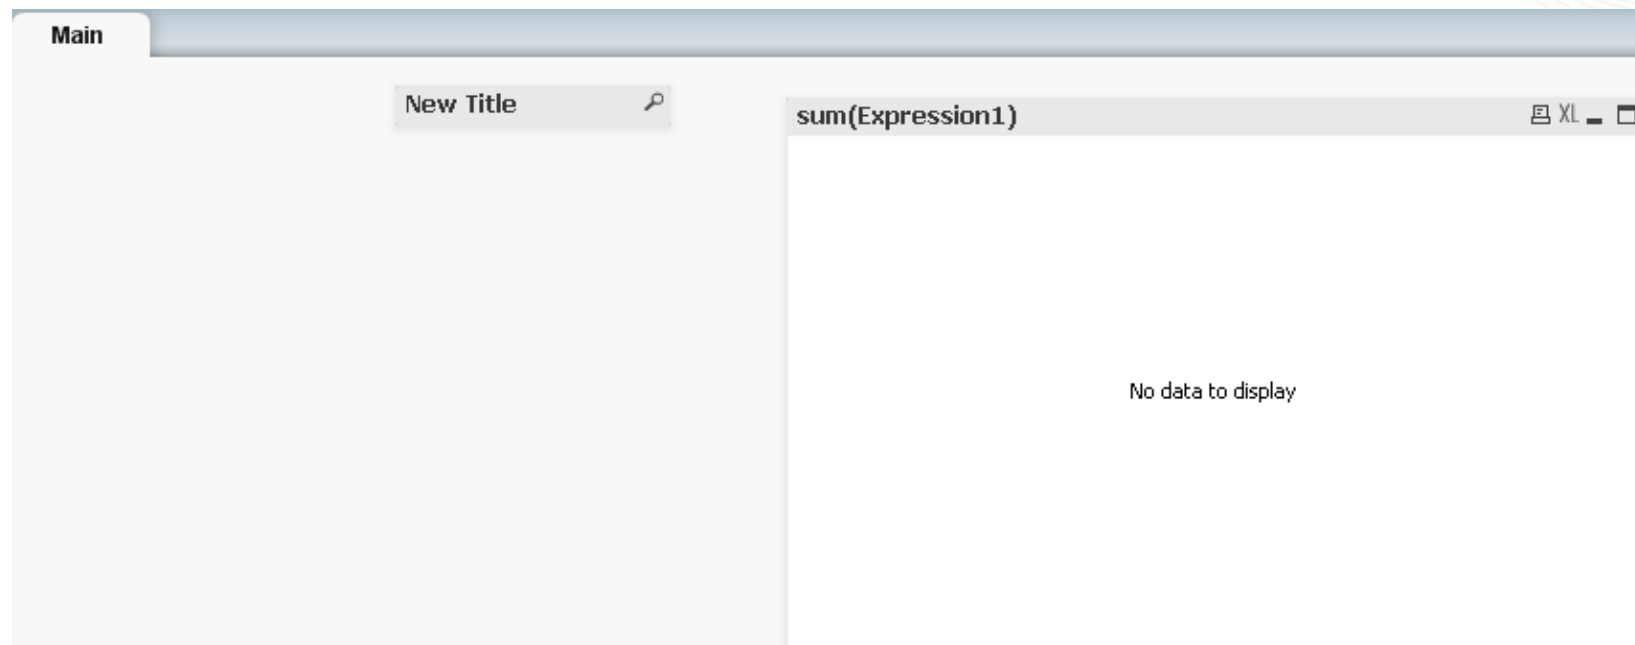 Main
New Title
sum(Expression1)
XL
No data to display